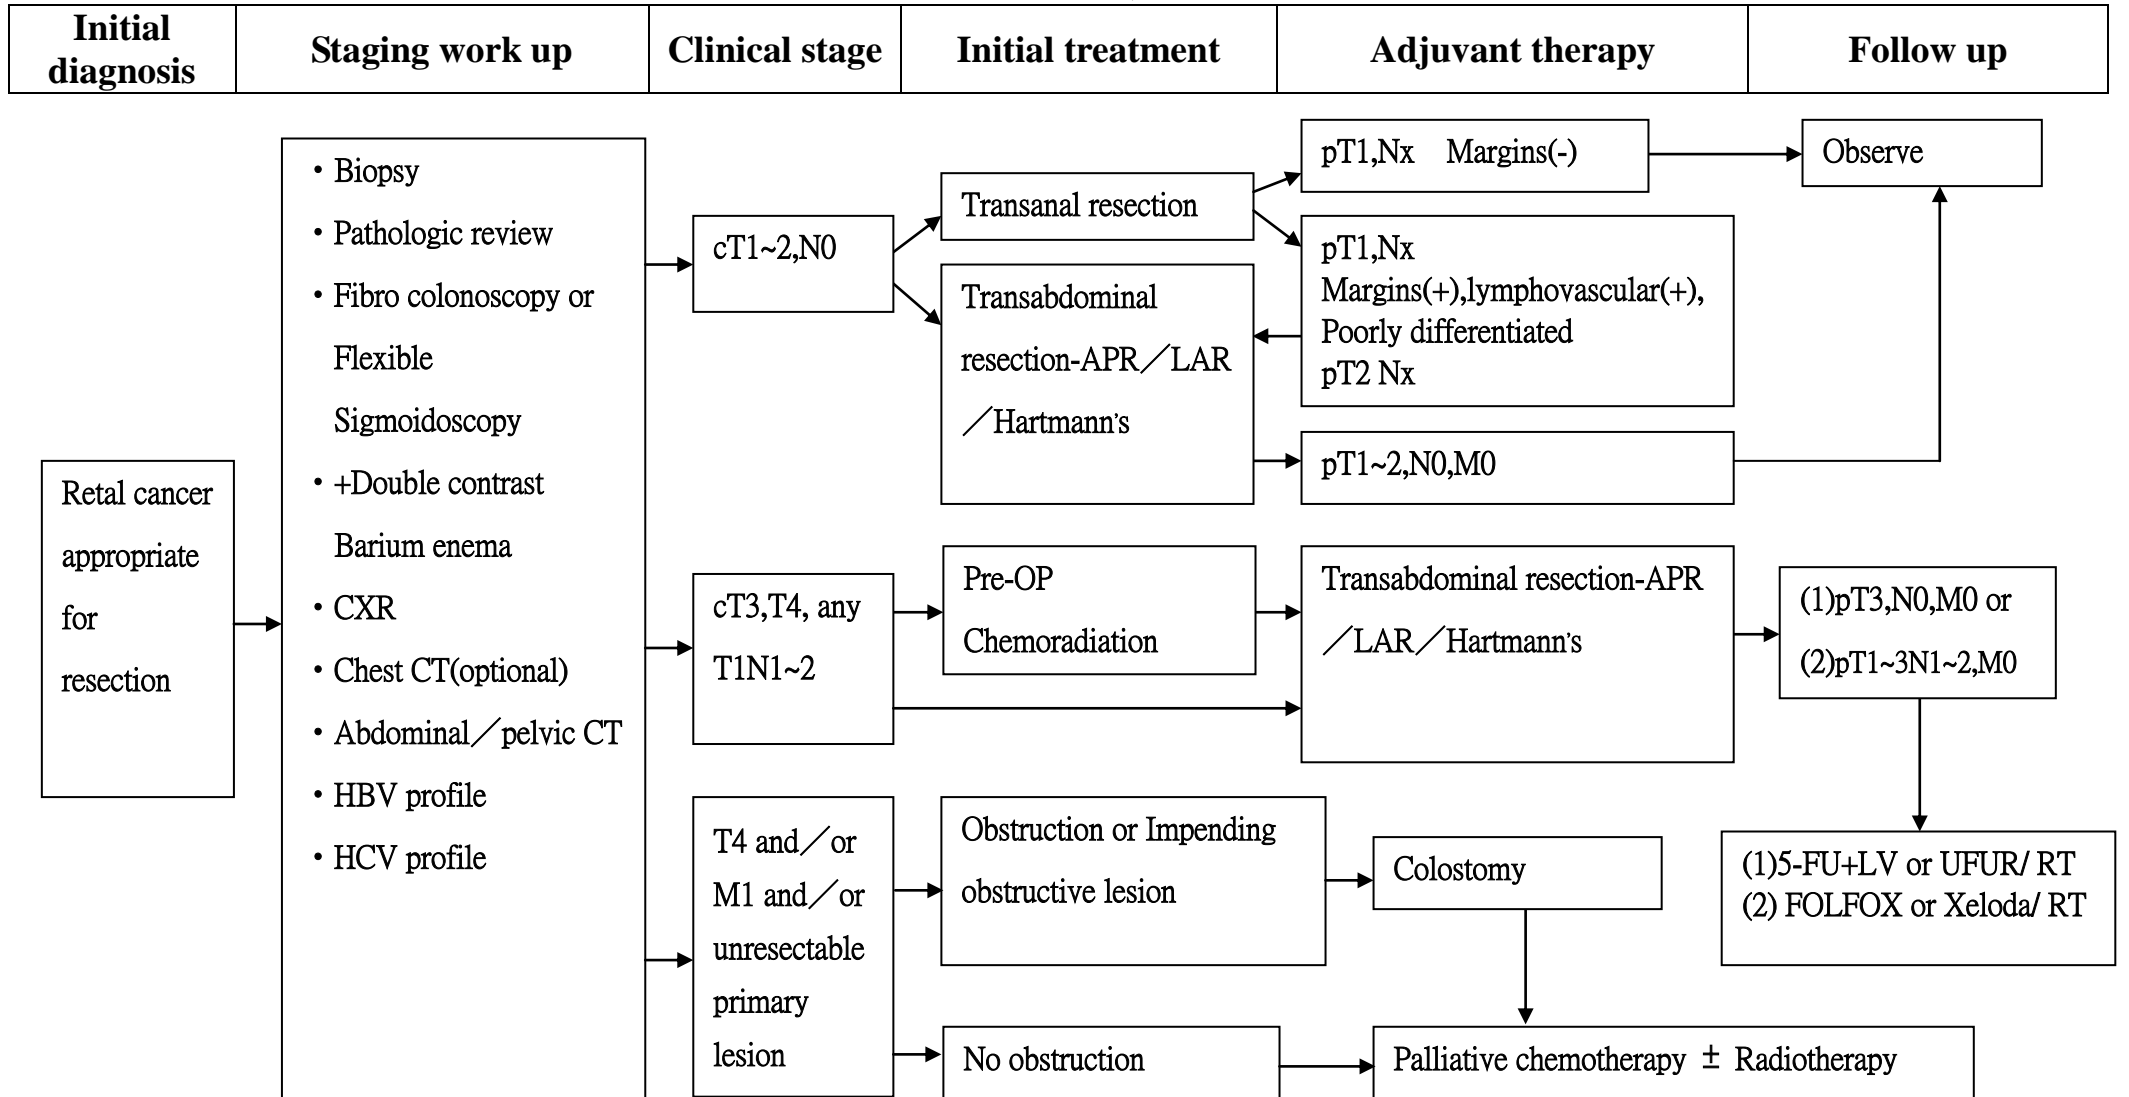 Initial
diagnosis
Staging work up
Clinical stage
Initial treatment
Adjuvant therapy
Follow up
Retal cancer
appropriate
for
resection
・Biopsy
・Pathologic review
・Fibro colonoscopy or
Flexible
Sigmoidoscopy
・+Double contrast
Barium enema
・CXR
・Chest CT(optional)
・Abdominal／pelvic CT
・HBV profile
・HCV profile
cT1~2,N0
Transanal resection
Transabdominal
resection-APR／LAR
／Hartmann's
pT1,Nx Margins(-)
pT1,Nx
Margins(+),lymphovascular(+),
Poorly differentiated
pT2 Nx
pT1~2,N0,M0
Observe
cT3,T4, any
T1N1~2
Pre-OP
Chemoradiation
Transabdominal resection-APR
／LAR／Hartmann's
(1)pT3,N0,M0 or
(2)pT1~3N1~2,M0
(1)5-FU+LV or UFUR/ RT
(2) FOLFOX or Xeloda/ RT
T4 and／or
M1 and／or
unresectable
primary
lesion
Obstruction or Impending
obstructive lesion
Colostomy
No obstruction
Palliative chemotherapy ± Radiotherapy